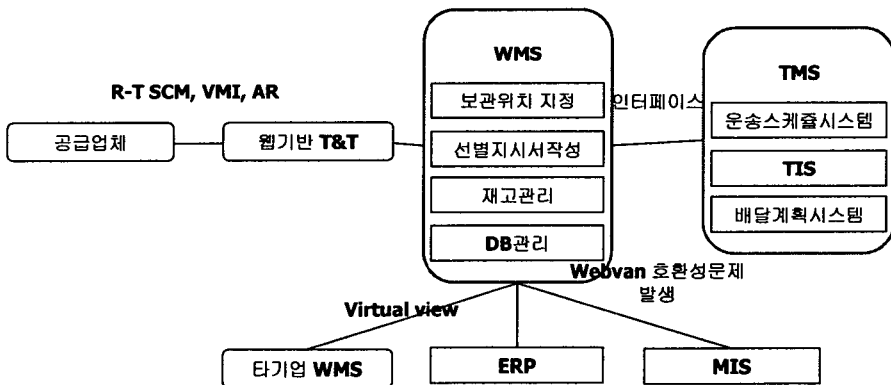 WMS
TMS
R-T SCM, VMI, AR
보관위치 지정
인터페이스
운송스케쥴시스템
공급업체
웹기반 T&T
선별지시서작성
TIS
재고관리
배달계획시스템
DB관리
Webvan 호환성문제
발생
Virtual view
타기업 WMS
ERP
MIS